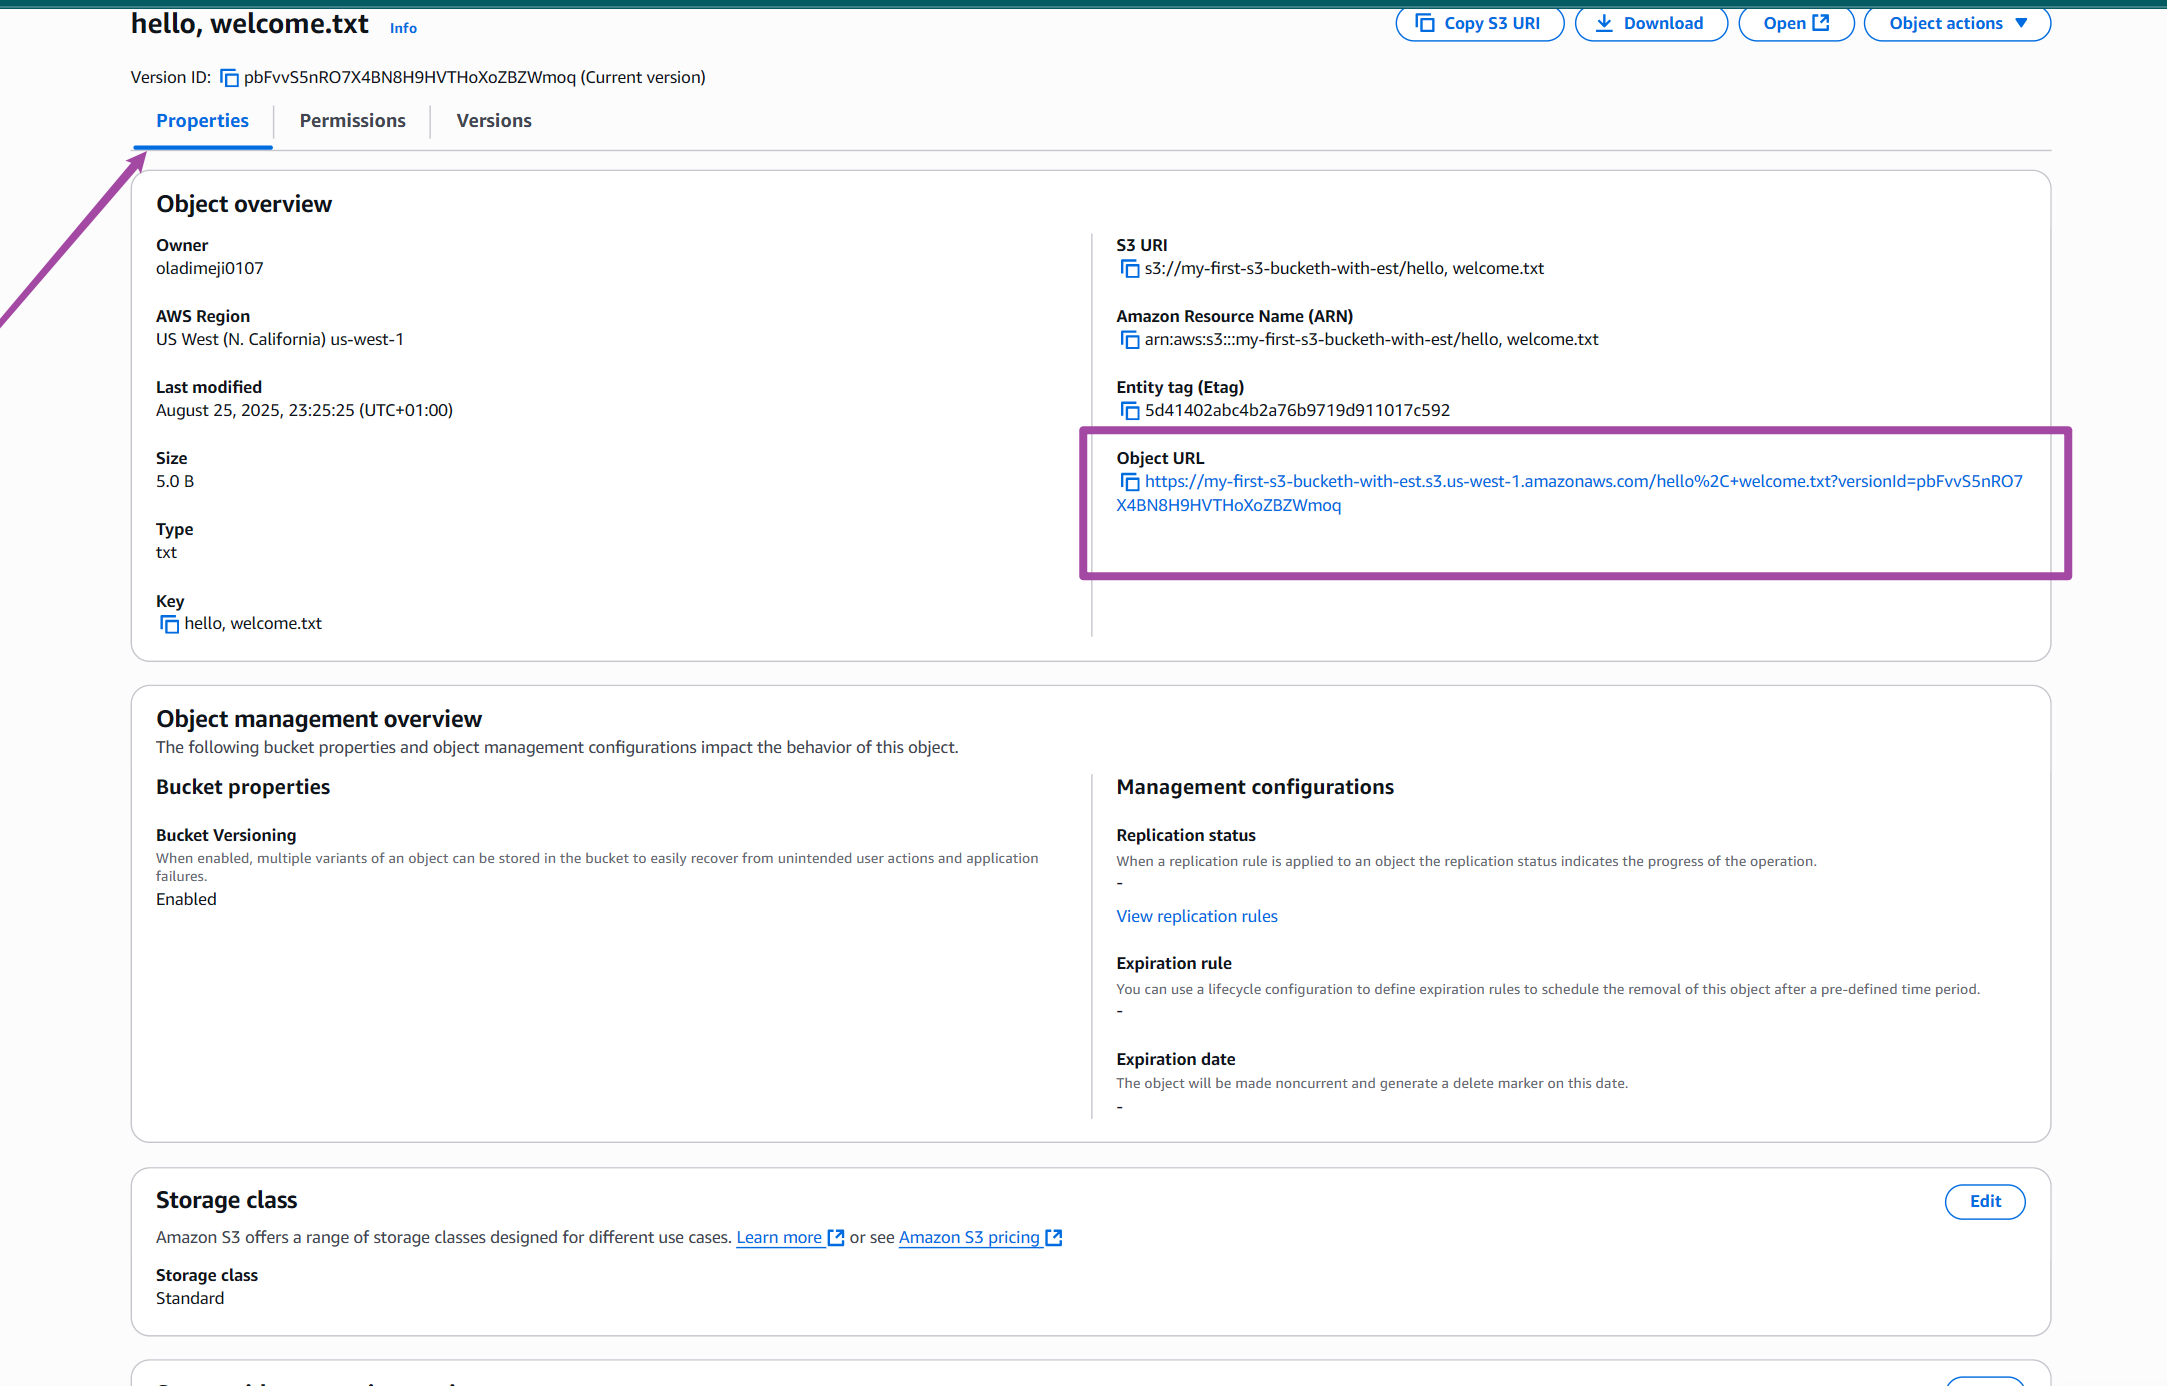 hello, welcome.txt Info
Copy S3 URI Download Open Object actions
Version ID: pbFvvS5nRO7X4BN8H9HVTHoXoZBZWmoq (Current version)
Properties Permissions Versions
Object overview
Owner
oladimeji0107
AWS Region
US West (N. California) us-west-1
Last modified
August 25, 2025, 23:25:25 (UTC+01:00)
Size
5.0 B
Type
txt
Key
hello, welcome.txt
S3 URI
s3://my-first-s3-bucketh-with-est/hello, welcome.txt
Amazon Resource Name (ARN)
arn:aws:s3:::my-first-s3-bucketh-with-est/hello, welcome.txt
Entity tag (Etag)
5d41402abc4b2a76b9719d911017c592
Object URL
https://my-first-s3-bucketh-with-est.s3.us-west-1.amazonaws.com/hello%2C+welcome.txt?versionId=pbFvvS5nRO7
X4BN8H9HVTHoXoZBZWmoq
Object management overview
The following bucket properties and object management configurations impact the behavior of this object.
Bucket properties
Bucket Versioning
When enabled, multiple variants of an object can be stored in the bucket to easily recover from unintended user actions and application
failures.
Enabled
Management configurations
Replication status
When a replication rule is applied to an object the replication status indicates the progress of the operation.
-
View replication rules
Expiration rule
You can use a lifecycle configuration to define expiration rules to schedule the removal of this object after a pre-defined time period.
-
Expiration date
The object will be made noncurrent and generate a delete marker on this date.
-
Storage class
Edit
Amazon S3 offers a range of storage classes designed for different use cases. Learn more or see Amazon S3 pricing
Storage class
Standard